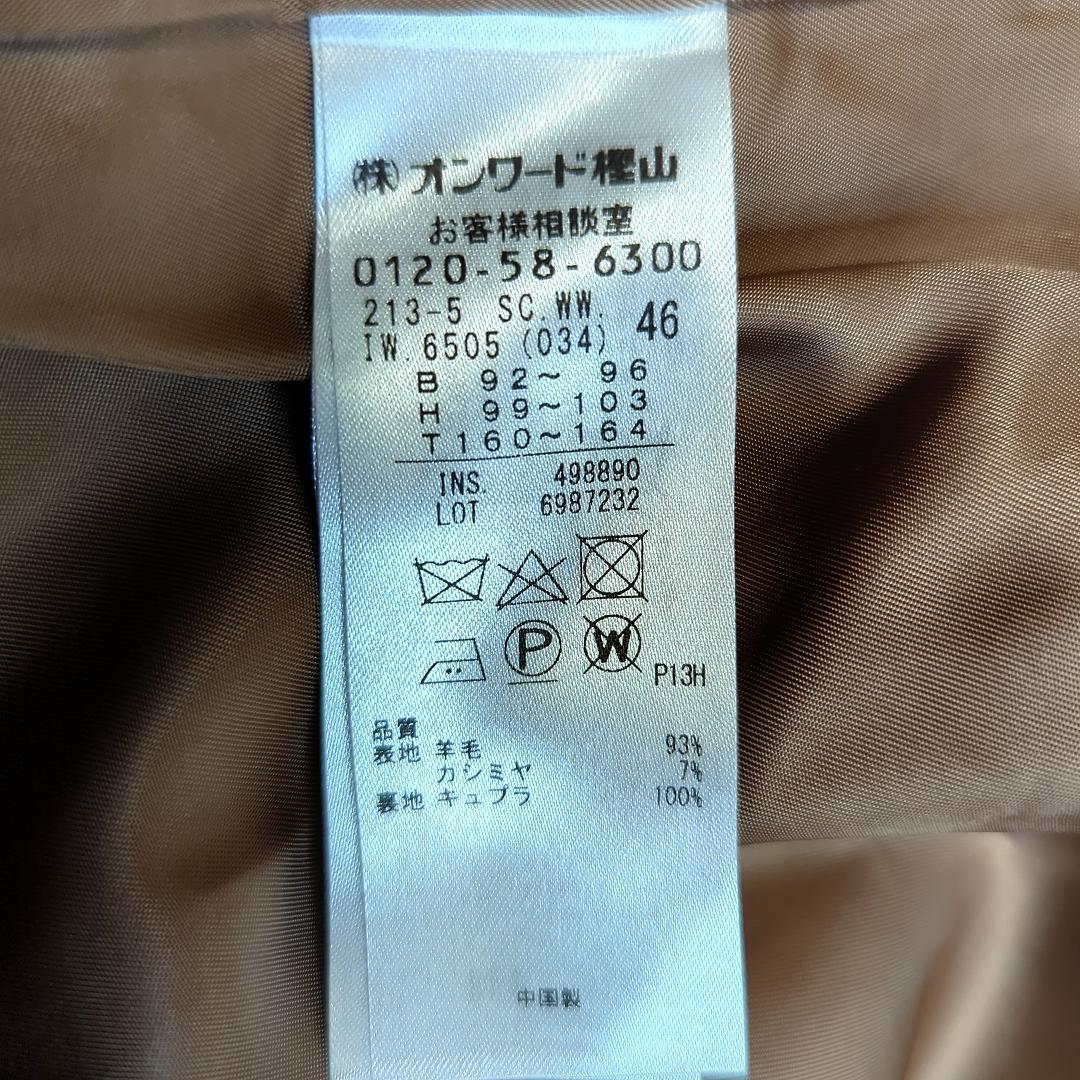 ㈱オンワード樫山
お客様相談室
0120-58-6300
213-5 SC.WW.
IW.6505 (034) 46
B 92～ 96
H 99～103
T160～164
INS. 498890
LOT 6987232
P W P13H
品質
表地 羊毛 93%
カシミヤ 7%
裏地 キュプラ 100%
中国製